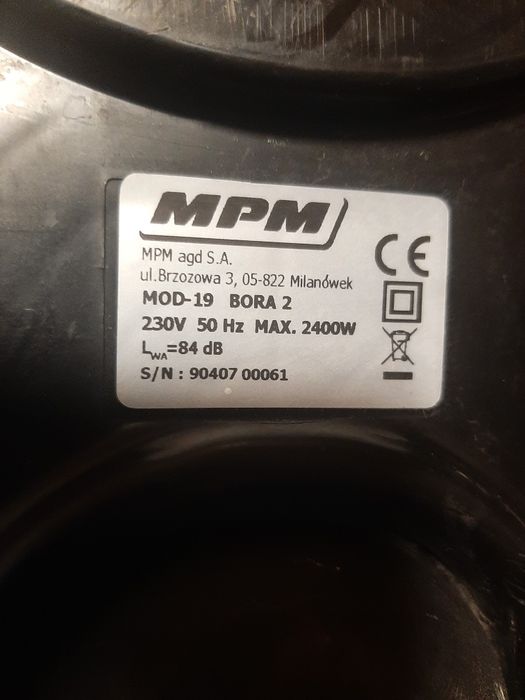 MPM
MPM agd S.A.
ul.Brzozowa 3, 05-822 Milanówek
MOD-19 BORA 2
230V 50 Hz MAX. 2400W
LWA=84 dB
S/N : 90407 00061
CE